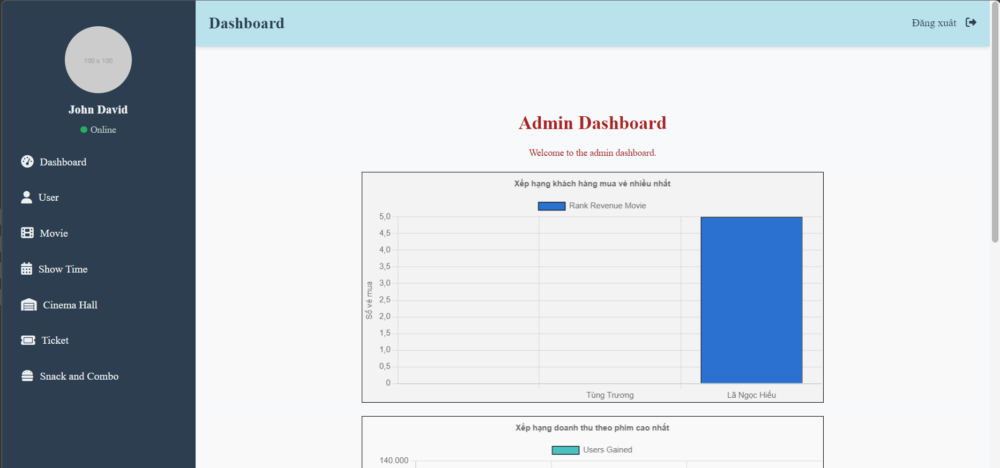 100 x 100
John David
Online
Dashboard
User
Movie
Show Time
Cinema Hall
Ticket
Snack and Combo
Dashboard
Đăng xuât
Admin Dashboard
Welcome to the admin dashboard.
Xếp hạng khách hàng mua vé nhiều nhất
Rank Revenue Movie
5,0
4,5
4,0
3,5
3,0
2,5
2,0
1,5
1,0
0,5
0
Số vé mua
Tùng Trương
Lã Ngọc Hiếu
Xếp hạng doanh thu theo phim cao nhất
Users Gained
140.000